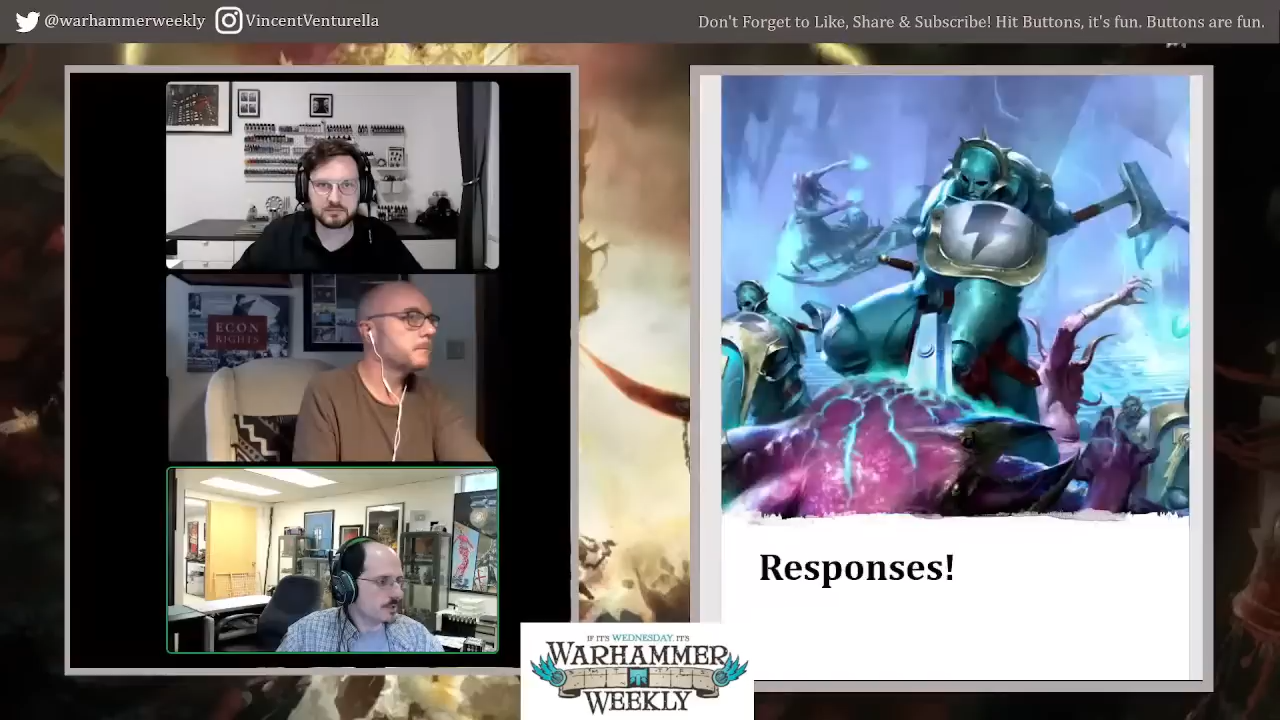 @warhammerweekly VincentVenturella
Don't Forget to Like, Share & Subscribe! Hit Buttons, it's fun. Buttons are fun.
ECON
RIGHTS
Responses!
IF IT'S WEDNESDAY, IT'S
WARHAMMER
WEEKLY